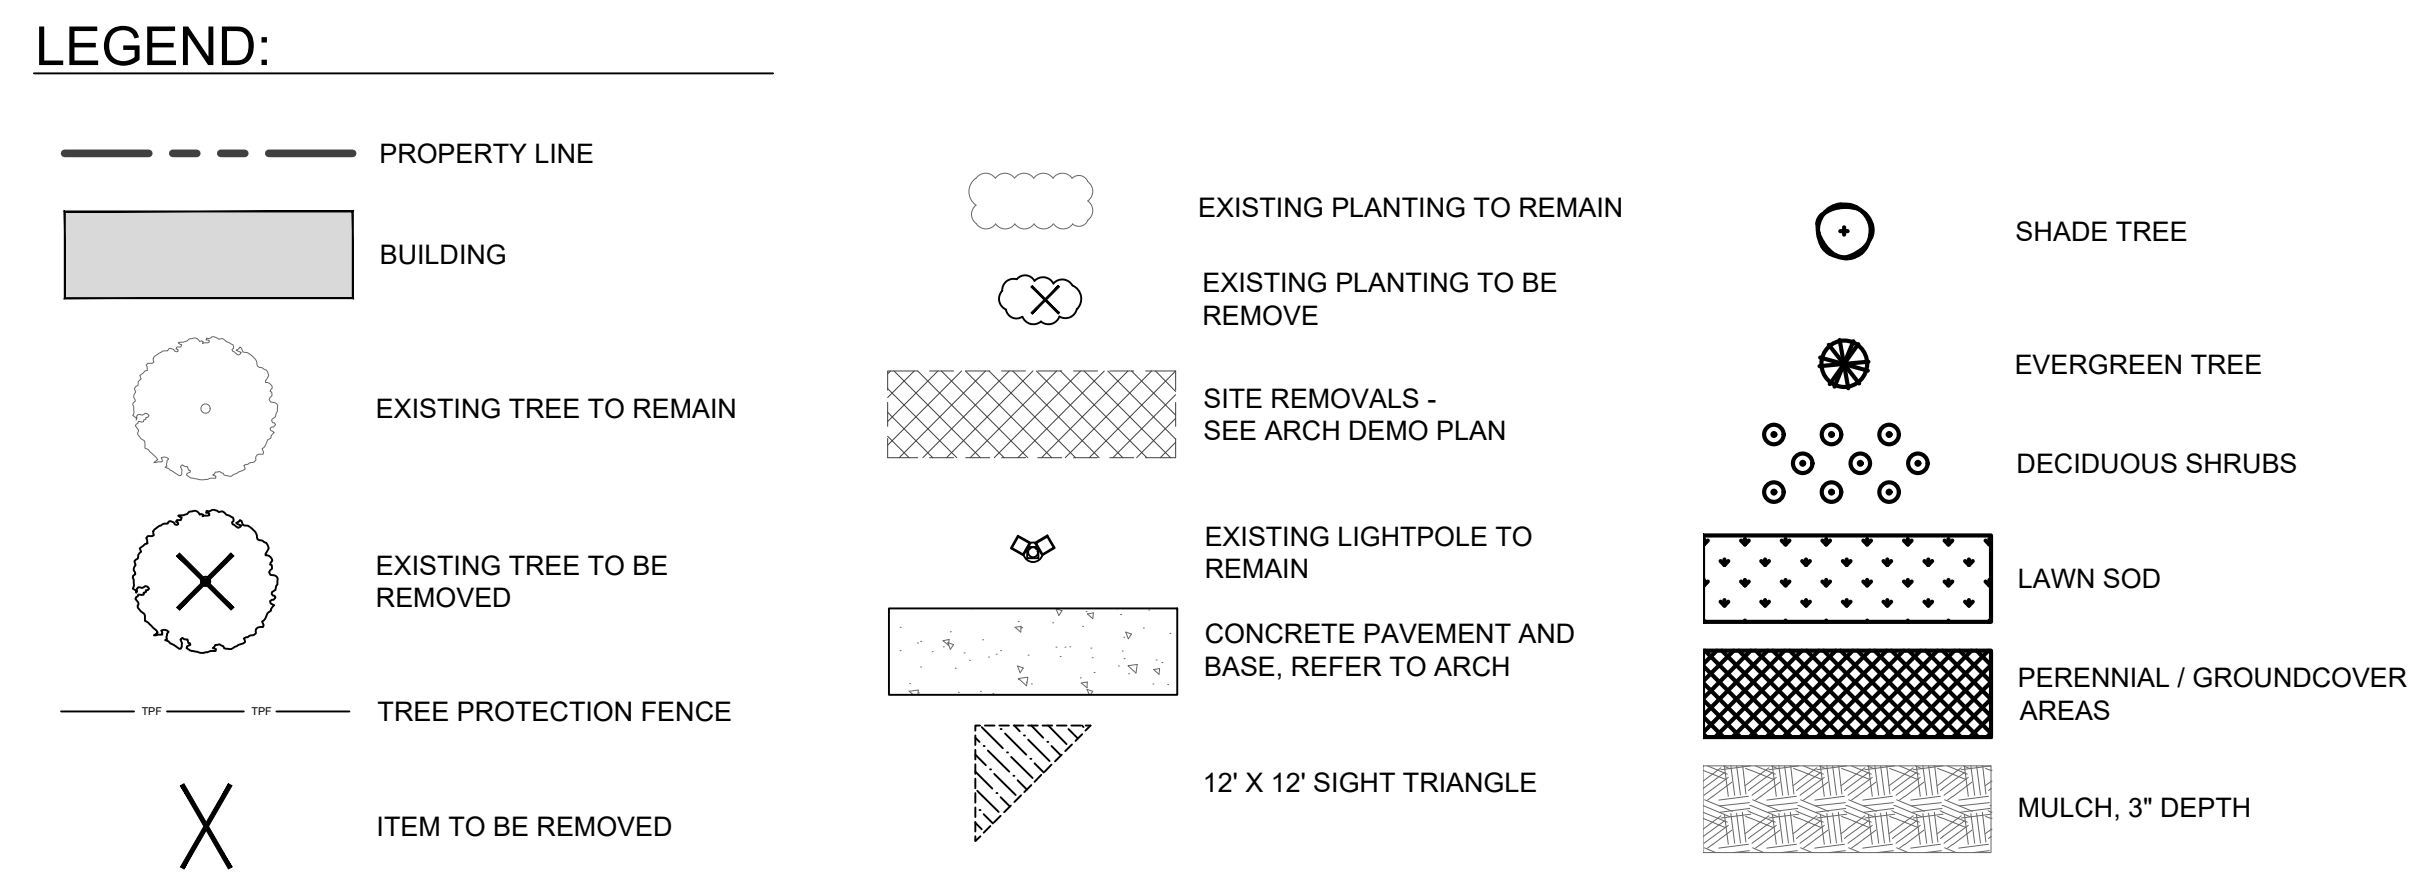 LEGEND:
PROPERTY LINE
BUILDING
EXISTING TREE TO REMAIN
EXISTING TREE TO BE
REMOVED
TPF TPF
TREE PROTECTION FENCE
ITEM TO BE REMOVED
EXISTING PLANTING TO REMAIN
EXISTING PLANTING TO BE
REMOVE
SITE REMOVALS -
SEE ARCH DEMO PLAN
EXISTING LIGHTPOLE TO
REMAIN
CONCRETE PAVEMENT AND
BASE, REFER TO ARCH
12' X 12' SIGHT TRIANGLE
SHADE TREE
EVERGREEN TREE
DECIDUOUS SHRUBS
LAWN SOD
PERENNIAL / GROUNDCOVER
AREAS
MULCH, 3" DEPTH